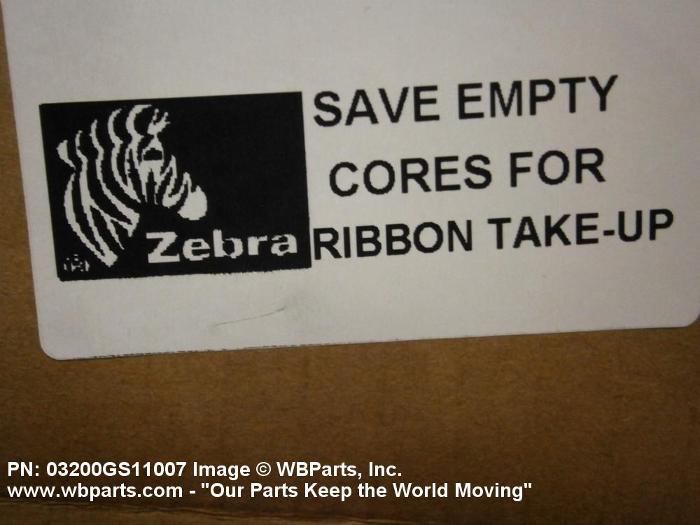 SAVE EMPTY
CORES FOR
Zebra RIBBON TAKE-UP
PN: 03200GS11007 Image © WBParts, Inc.
www.wbparts.com - "Our Parts Keep the World Moving"